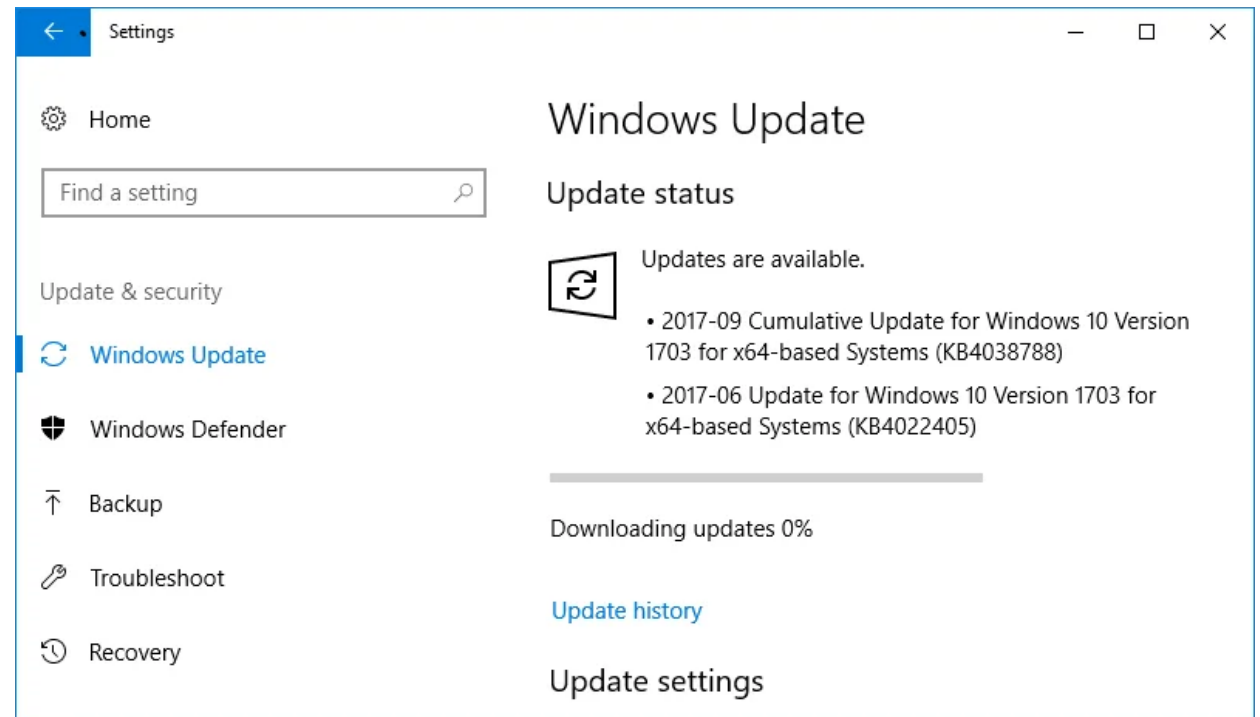 Settings
Home
Find a setting
Update & security
Windows Update
Windows Defender
Backup
Troubleshoot
Recovery
Windows Update
Update status
Updates are available.
• 2017-09 Cumulative Update for Windows 10 Version
1703 for x64-based Systems (KB4038788)
• 2017-06 Update for Windows 10 Version 1703 for
x64-based Systems (KB4022405)
Downloading updates 0%
Update history
Update settings